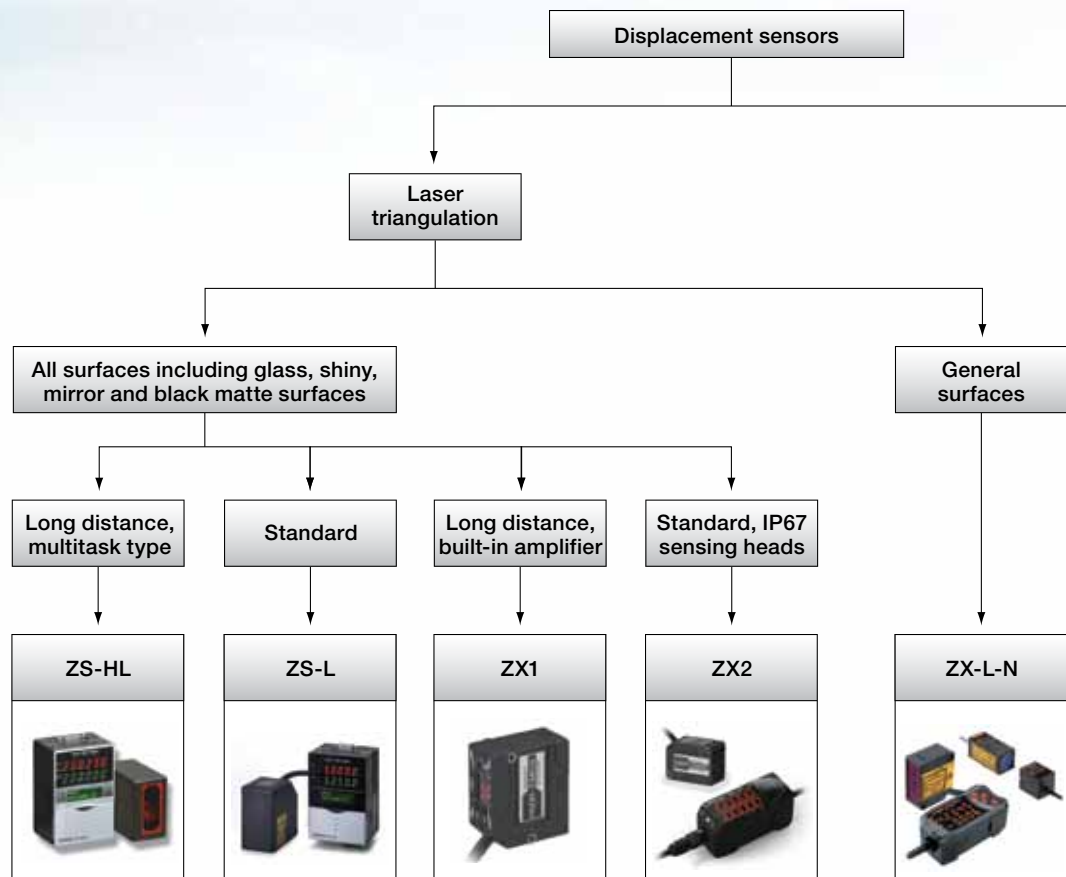 Displacement sensors
Laser
triangulation
All surfaces including glass, shiny,
mirror and black matte surfaces
General
surfaces
Long distance,
multitask type
Standard
Long distance,
built-in amplifier
Standard, IP67
sensing heads
ZS-HL
ZS-L
ZX1
ZX2
ZX-L-N